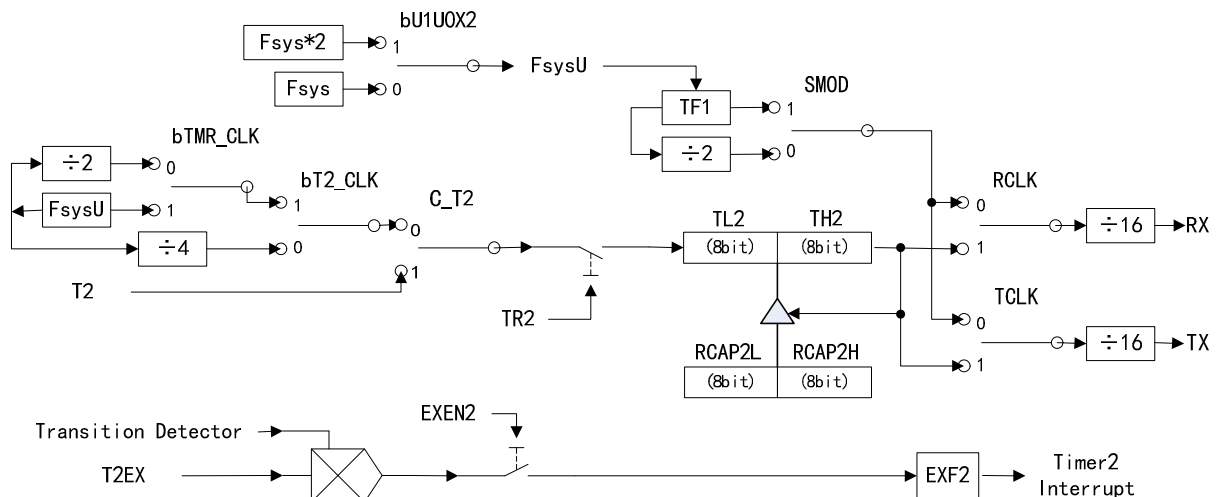 bU1U0X2
Fsys*2
1
FsysU
Fsys
0
SMOD
TF1
1
÷2
0
bTMR_CLK
÷2
0
bT2_CLK
FsysU
1
1
C_T2
0
÷4
0
1
T2
TR2
TL2
TH2
(8bit)
(8bit)
RCAP2L
RCAP2H
(8bit)
(8bit)
RCLK
0
1
÷16
RX
TCLK
0
1
÷16
TX
EXEN2
Transition Detector
T2EX
EXF2
Timer2
Interrupt